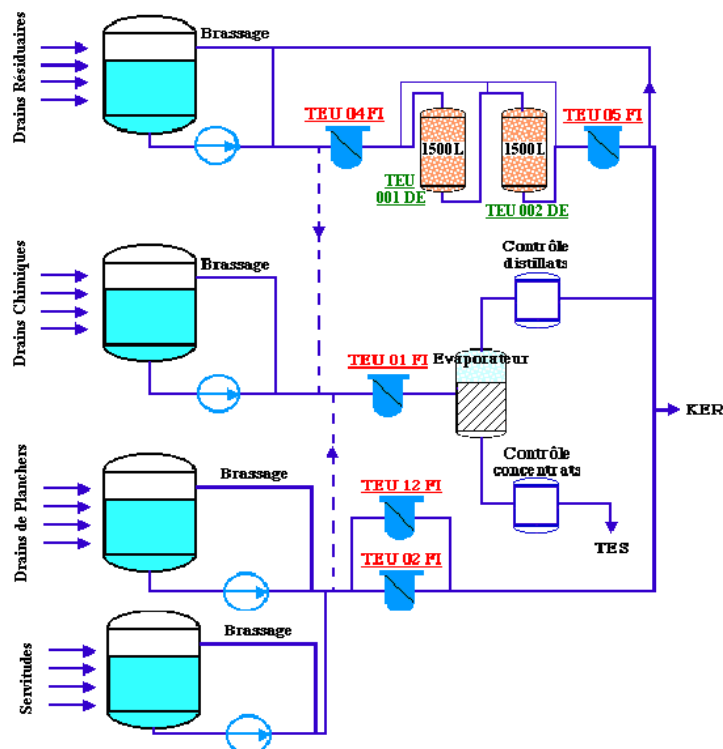 Drains Résiduaires
Brassage
TEU 04 FI
1500L
1500L
TEU 05 FI
TEU
001 DE
TEU 002 DE
Drains Chimiques
Brassage
Contrôle
distillats
TEU 01 FI
Evaporateur
KER
Contrôle
concentrats
TES
Drains de Planchers
Brassage
TEU 12 FI
TEU 02 FI
Servitudes
Brassage